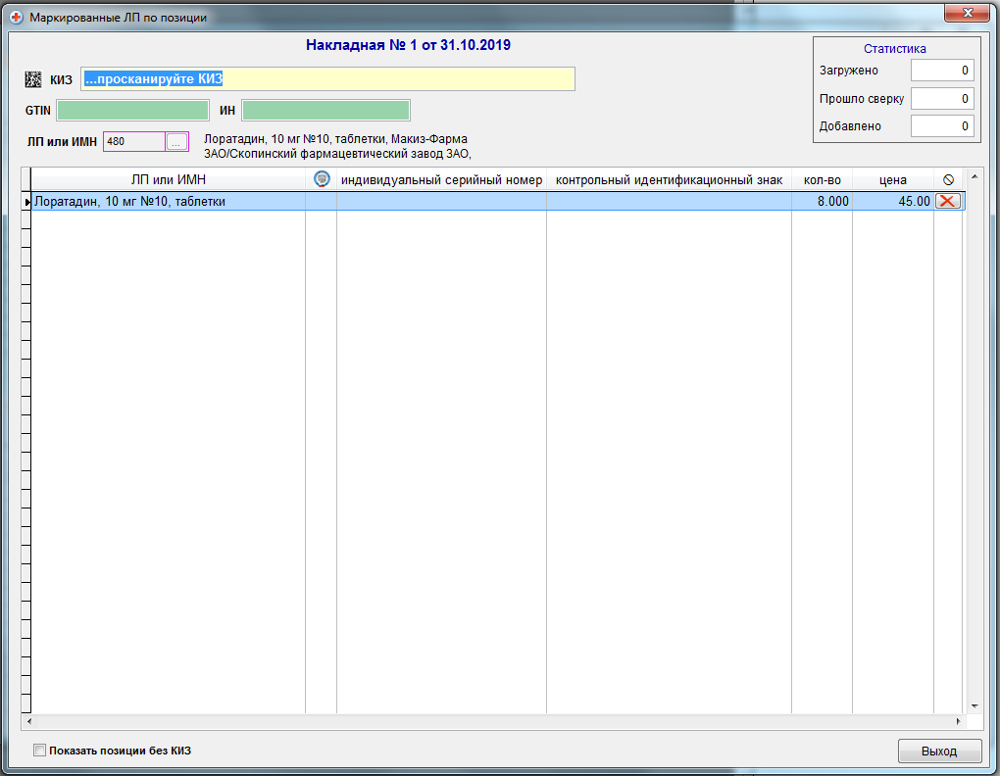 Маркированные ЛП по позиции
Накладная № 1 от 31.10.2019
Статистика
Загружено 0
Прошло сверку 0
Добавлено 0
КИЗ ...просканируйте КИЗ
GTIN ИН
ЛП или ИМН 480 ... Лоратадин, 10 мг №10, таблетки, Макиз-Фарма
ЗАО/Скопинский фармацевтический завод ЗАО,
ЛП или ИМН индивидуальный серийный номер контрольный идентификационный знак кол-во цена
Лоратадин, 10 мг №10, таблетки 8.000 45.00
Показать позиции без КИЗ
Выход